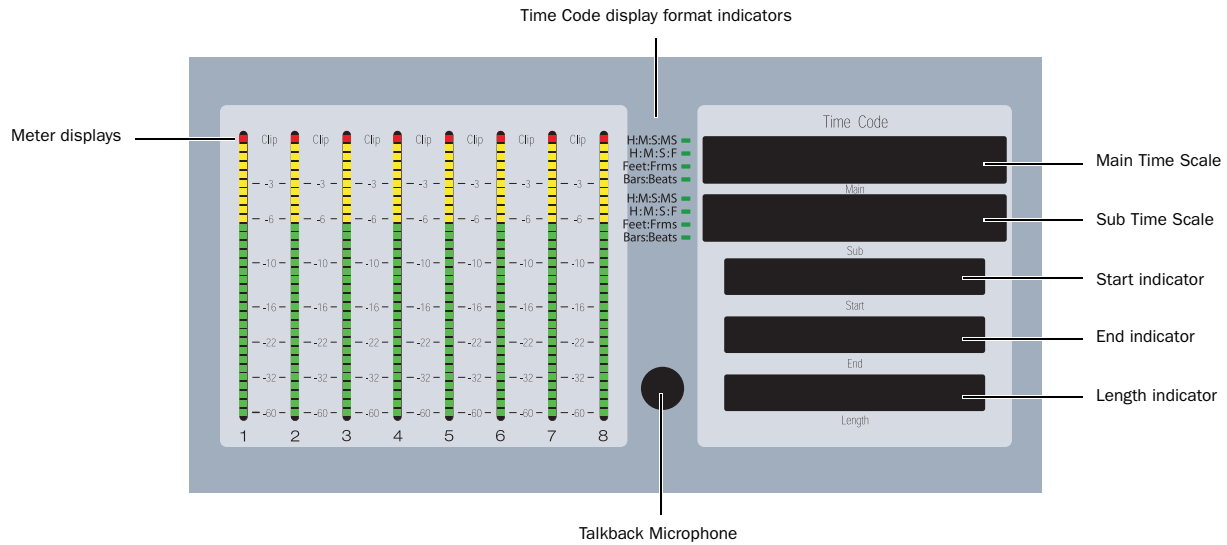 Time Code display format indicators
Meter displays
Clip Clip Clip Clip Clip Clip Clip
-3 -3 -3 -3 -3 -3 -3
-6 -6 -6 -6 -6 -6 -6
-10 -10 -10 -10 -10 -10 -10
-16 -16 -16 -16 -16 -16 -16
-22 -22 -22 -22 -22 -22 -22
-32 -32 -32 -32 -32 -32 -32
-60 -60 -60 -60 -60 -60 -60
1 2 3 4 5 6 7 8
H:M:S:MS
H:M:S:F
Feet:Frms
Bars:Beats
H:M:S:MS
H:M:S:F
Feet:Frms
Bars:Beats
Time Code
Main
Sub
Start
End
Length
Main Time Scale
Sub Time Scale
Start indicator
End indicator
Length indicator
Talkback Microphone